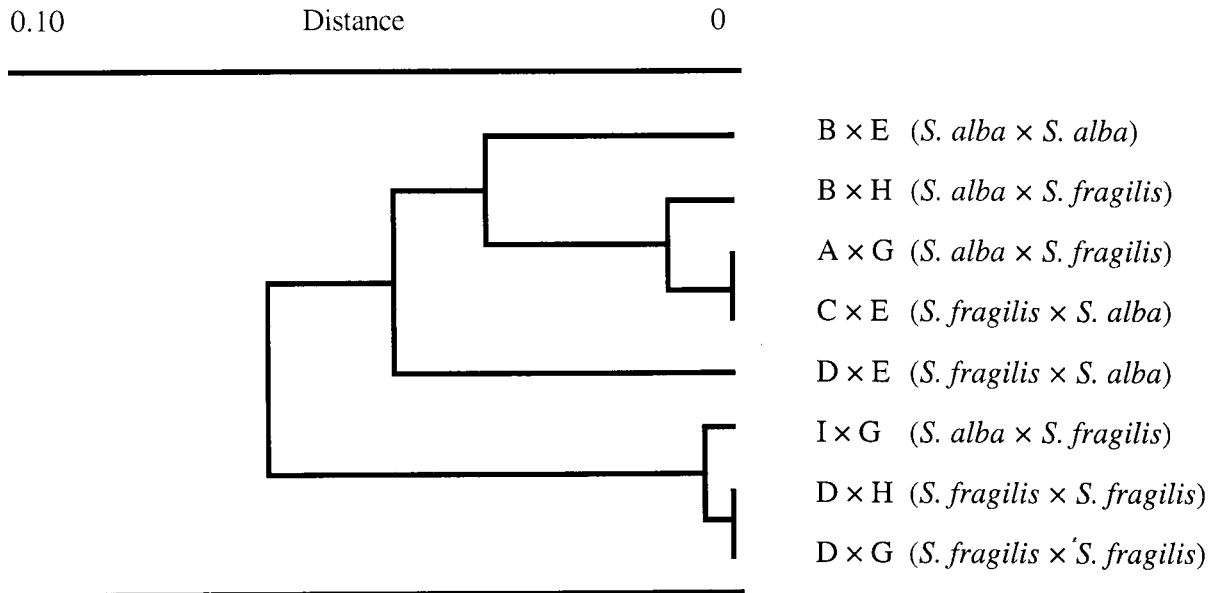 0.10 Distance 0
B × E (S. alba × S. alba)
B × H (S. alba × S. fragilis)
A × G (S. alba × S. fragilis)
C × E (S. fragilis × S. alba)
D × E (S. fragilis × S. alba)
I × G (S. alba × S. fragilis)
D × H (S. fragilis × S. fragilis)
D × G (S. fragilis × S. fragilis)